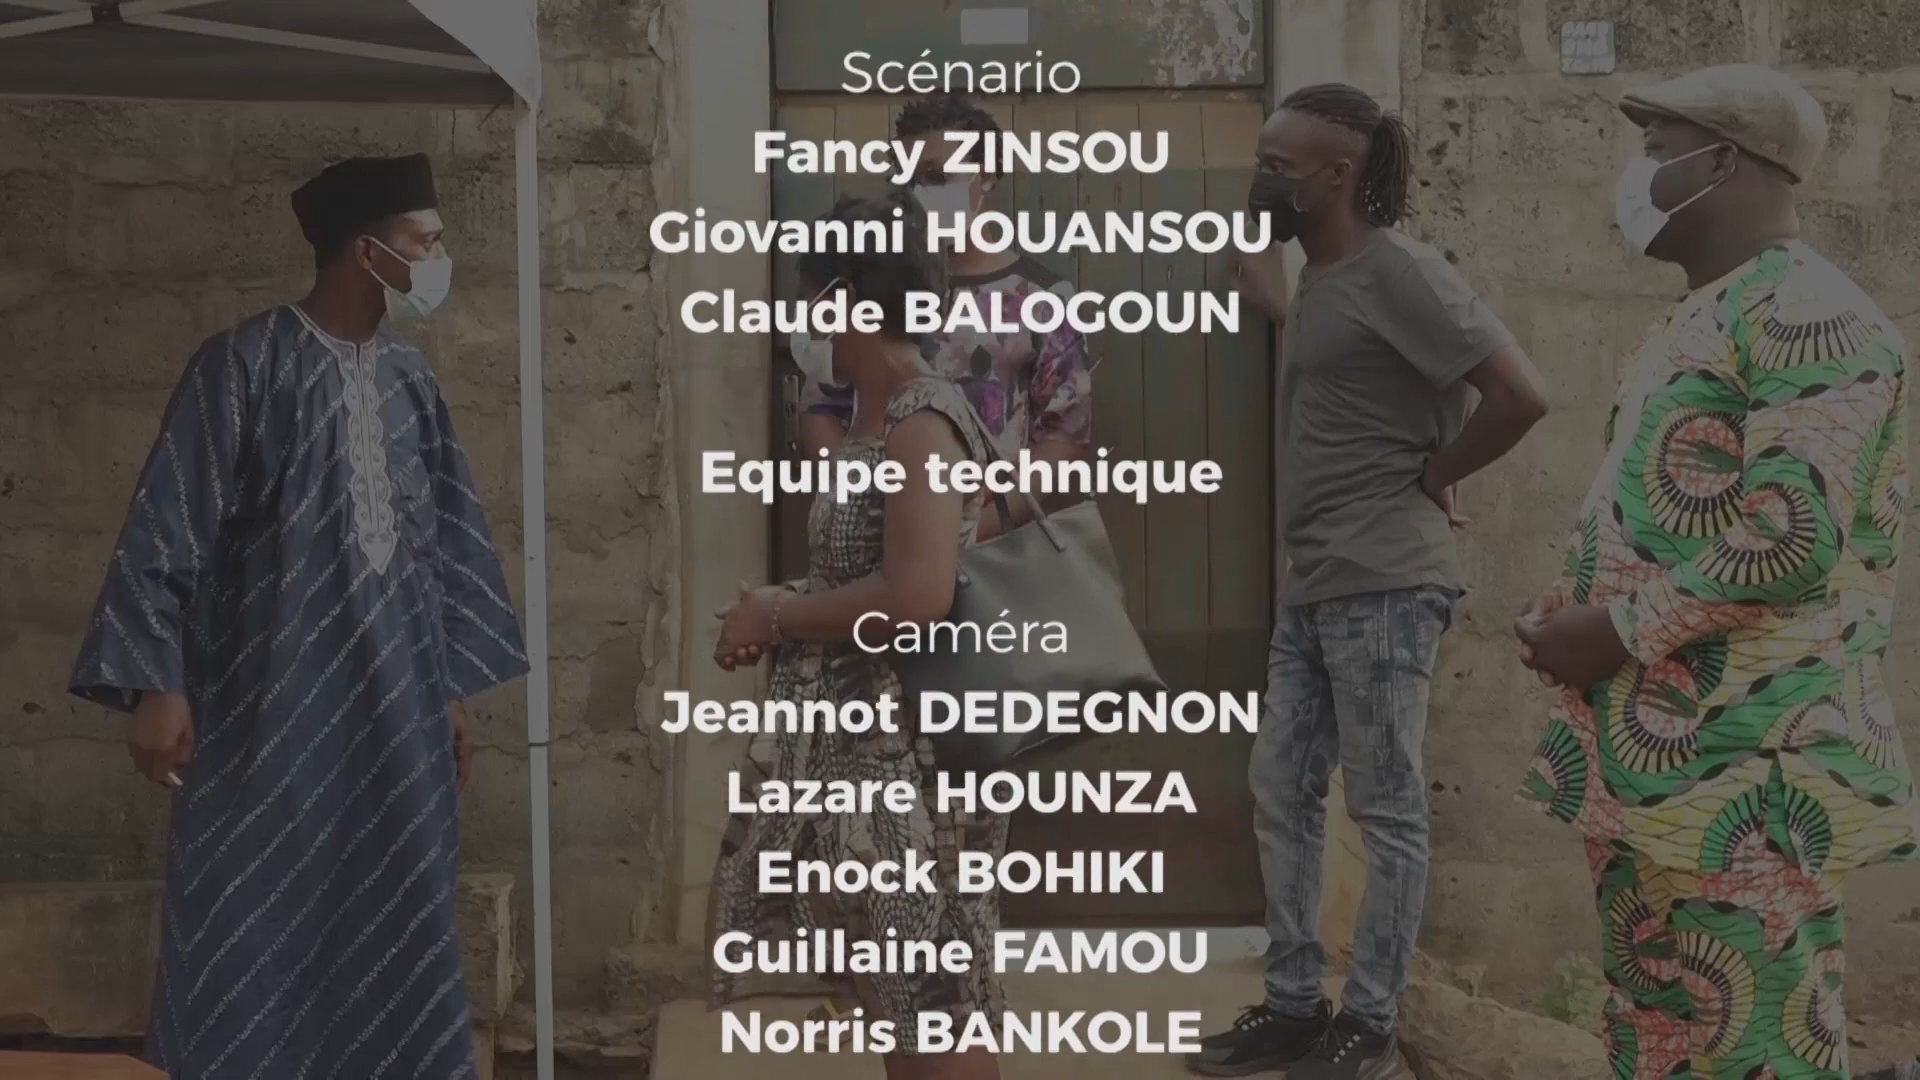 Scénario
Fancy ZINSOU
Giovanni HOUANSOU
Claude BALOGOUN
Equipe technique
Caméra
Jeannot DEDEGNON
Lazare HOUNZA
Enock BOHIKI
Guillaine FAMOU
Norris BANKOLE